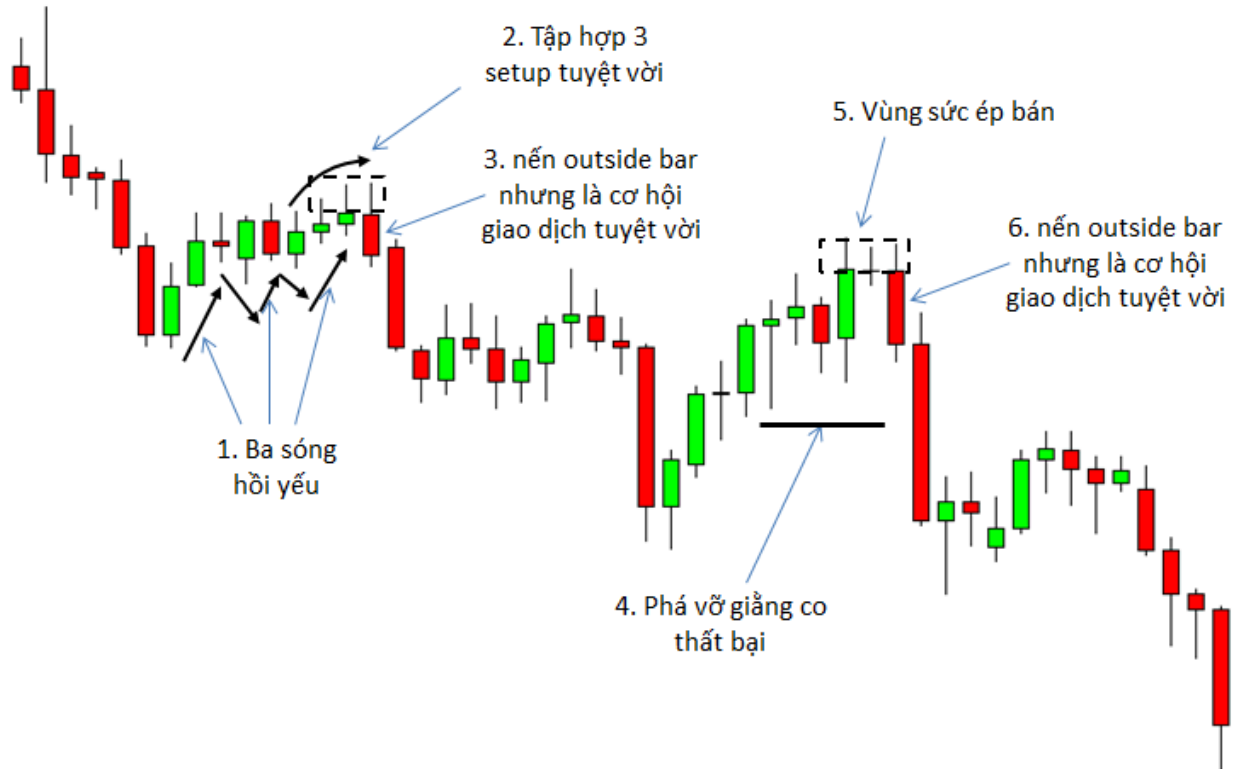 2. Tập hợp 3
setup tuyệt vời
3. nến outside bar
nhưng là cơ hội
giao dịch tuyệt vời
5. Vùng sức ép bán
6. nến outside bar
nhưng là cơ hội
giao dịch tuyệt vời
1. Ba sóng
hồi yếu
4. Phá vỡ giằng co
thất bại